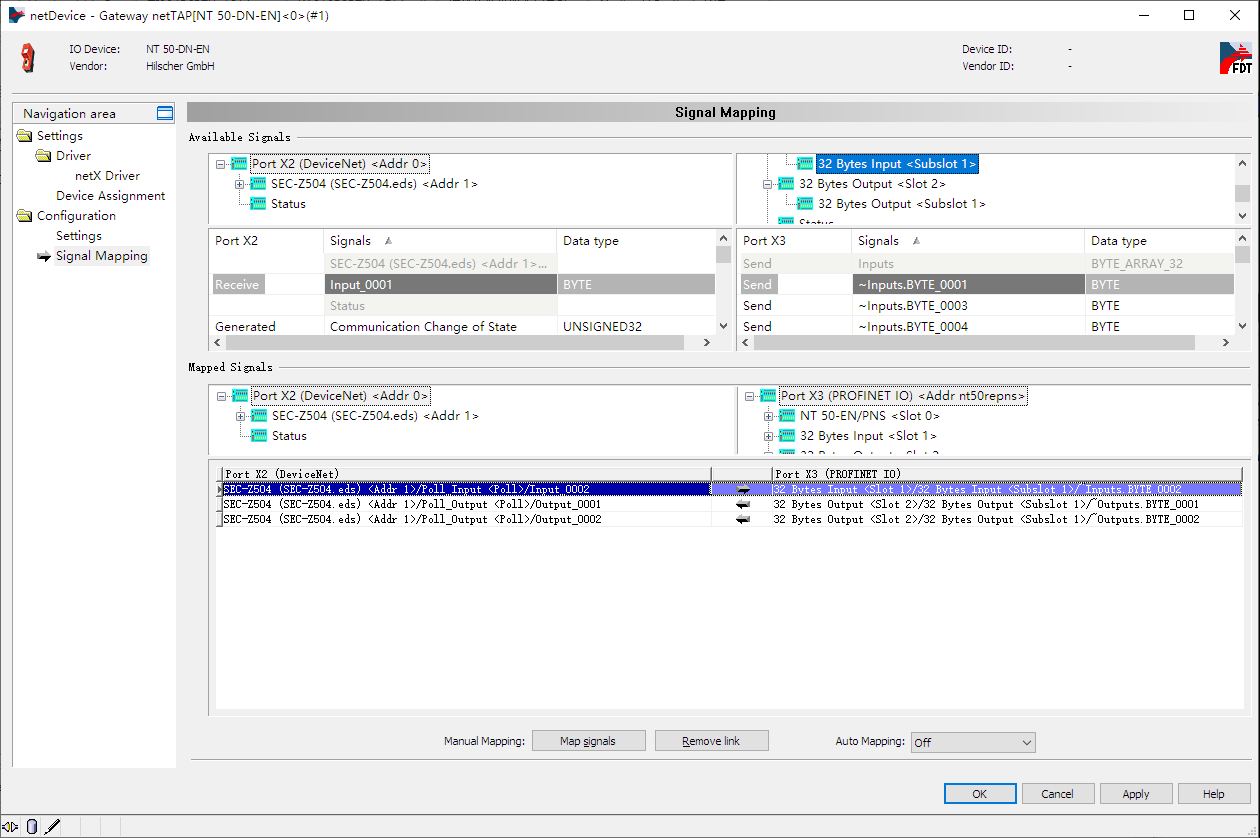 netDevice - Gateway netTAP[NT 50-DN-EN]<0>(#1)
IO Device: NT 50-DN-EN Device ID: -
Vendor: Hilscher GmbH Vendor ID: -
FDT
Navigation area
Settings
Driver
netX Driver
Device Assignment
Configuration
Settings
Signal Mapping
Signal Mapping
Available Signals
Port X2 (DeviceNet) <Addr 0>
SEC-Z504 (SEC-Z504.eds) <Addr 1>
Status
32 Bytes Input <Subslot 1>
32 Bytes Output <Slot 2>
32 Bytes Output <Subslot 1>
Status
Port X2 Signals Data type
SEC-Z504 (SEC-Z504.eds) <Addr 1>...
Receive Input_0001 BYTE
Status
Generated Communication Change of State UNSIGNED32
Port X3 Signals Data type
Send Inputs BYTE_ARRAY_32
Send ~Inputs.BYTE_0001 BYTE
Send ~Inputs.BYTE_0003 BYTE
Send ~Inputs.BYTE_0004 BYTE
Mapped Signals
Port X2 (DeviceNet) <Addr 0>
SEC-Z504 (SEC-Z504.eds) <Addr 1>
Status
Port X3 (PROFINET IO) <Addr nt50repns>
NT 50-EN/PNS <Slot 0>
32 Bytes Input <Slot 1>
32 Bytes Output <Slot 2>
Port X2 (DeviceNet) Port X3 (PROFINET IO)
SEC-Z504 (SEC-Z504.eds) <Addr 1>/Poll_Input <Poll>/Input_0002 32 Bytes Input <Slot 1>/32 Bytes Input <Subslot 1>/~Inputs.BYTE_0002
SEC-Z504 (SEC-Z504.eds) <Addr 1>/Poll_Output <Poll>/Output_0001 32 Bytes Output <Slot 2>/32 Bytes Output <Subslot 1>/~Outputs.BYTE_0001
SEC-Z504 (SEC-Z504.eds) <Addr 1>/Poll_Output <Poll>/Output_0002 32 Bytes Output <Slot 2>/32 Bytes Output <Subslot 1>/~Outputs.BYTE_0002
Manual Mapping: Map signals Remove link Auto Mapping: Off
OK Cancel Apply Help